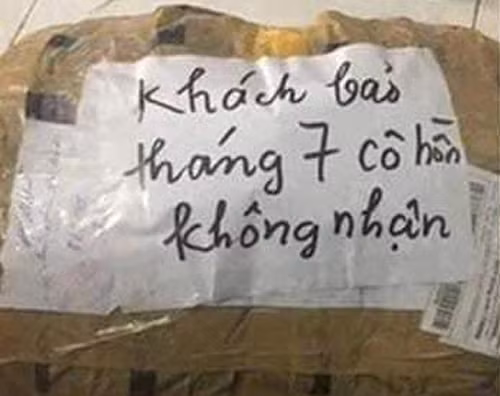 Khách bảo
tháng 7 cô hồn
không nhận